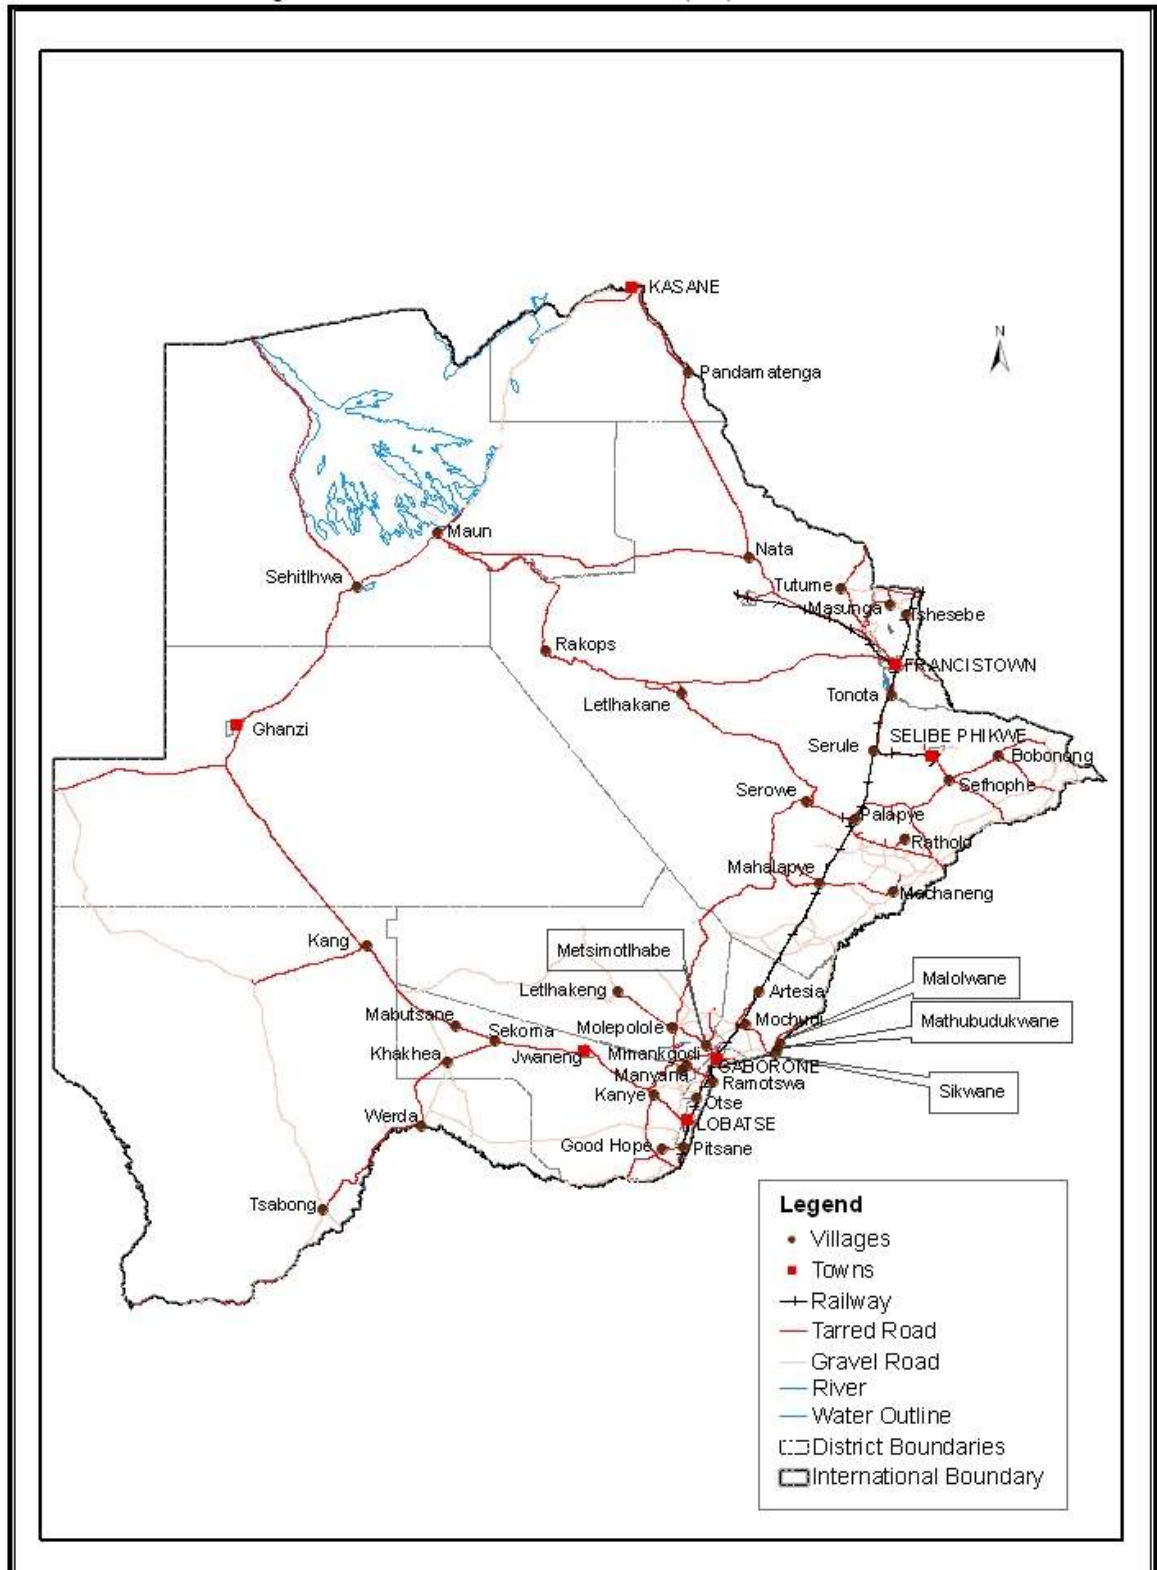 N
KASANE
Pandamatenga
Maun
Nata
Sehitlhwa
Tutume
Masunga
Tshesebe
Rakops
FRANCISTOWN
Letlhakane
Tonota
Ghanzi
SELIBE PHIKWE
Serule
Bobonong
Sefhophe
Serowe
Palapye
Ratholo
Mahalapye
Machaneng
Kang
Metsimotlhabe
Letlhakeng
Artesia
Malolwane
Mabutsane
Sekoma
Molepolole
Mochudi
Mathubudukwane
Khakhea
Jwaneng
Mmankgodi
GABORONE
Manyana
Ramotswa
Sikwane
Kanye
Otse
Werda
LOBATSE
Good Hope
Pitsane
Tsabong
Legend
Villages
Towns
Railway
Tarred Road
Gravel Road
River
Water Outline
District Boundaries
International Boundary